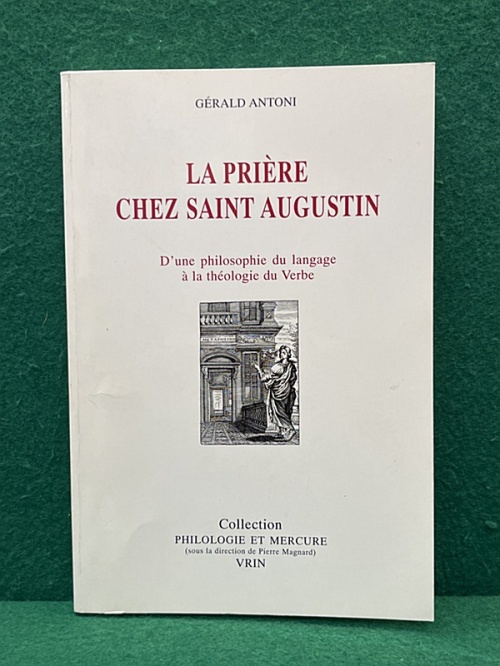 GÉRALD ANTONI
LA PRIÈRE
CHEZ SAINT AUGUSTIN
D'une philosophie du langage
à la théologie du Verbe
Collection
PHILOLOGIE ET MERCURE
(sous la direction de Pierre Magnard)
VRIN